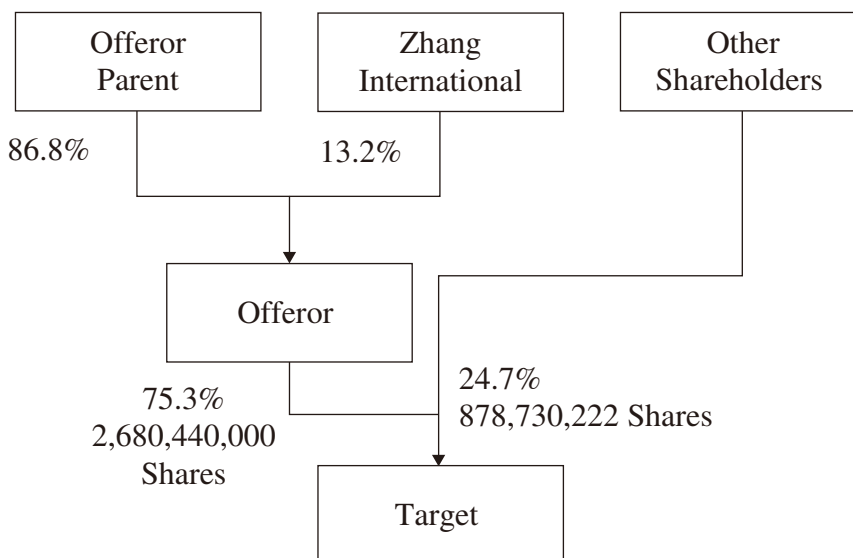 Offeror
Parent
Zhang
International
Other
Shareholders
86.8%
13.2%
Offeror
75.3%
2,680,440,000
Shares
24.7%
878,730,222 Shares
Target